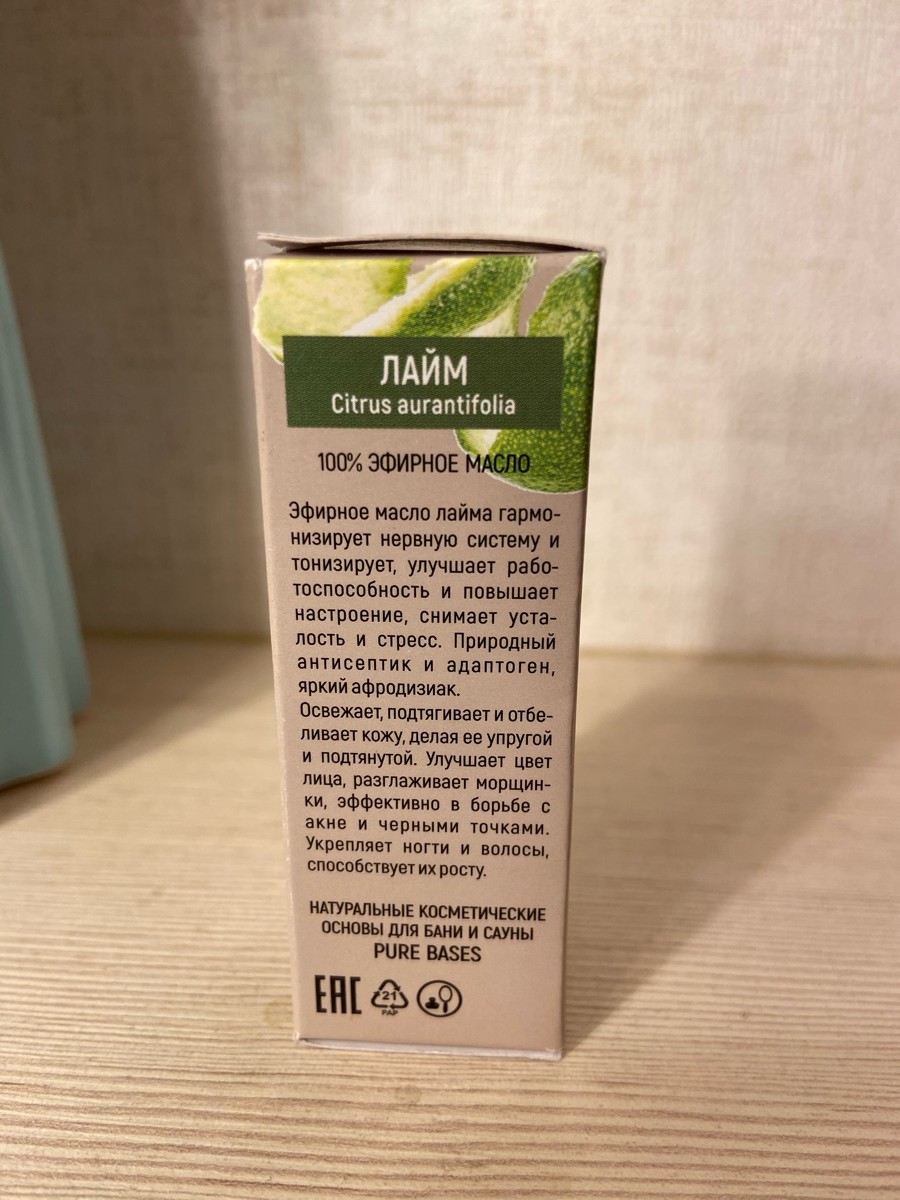 ЛАЙМ
Citrus aurantifolia
100% ЭФИРНОЕ МАСЛО
Эфирное масло лайма гармо-
низирует нервную систему и
тонизирует, улучшает рабо-
тоспособность и повышает
настроение, снимает уста-
лость и стресс. Природный
антисептик и адаптоген,
яркий афродизиак.
Освежает, подтягивает и отбе-
ливает кожу, делая ее упругой
и подтянутой. Улучшает цвет
лица, разглаживает морщин-
ки, эффективно в борьбе с
акне и черными точками.
Укрепляет ногти и волосы,
способствует их росту.
НАТУРАЛЬНЫЕ КОСМЕТИЧЕСКИЕ
ОСНОВЫ ДЛЯ БАНИ И САУНЫ
PURE BASES
EAC 21
PAP